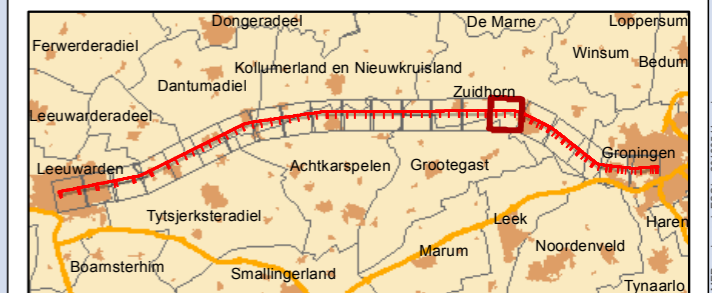 Dongeradeel
De Marne
Loppersum
Ferwerderadiel
Winsum
Bedum
Kollumerland en Nieuwkruisland
Dantumadiel
Zuidhorn
Leeuwarderadeel
Groningen
Leeuwarden
Achtkarspelen
Grootegast
Tytsjerksteradiel
Leek
Haren
Noordenveld
Marum
Boarnsterhim
Smallingerland
Tynaarlo